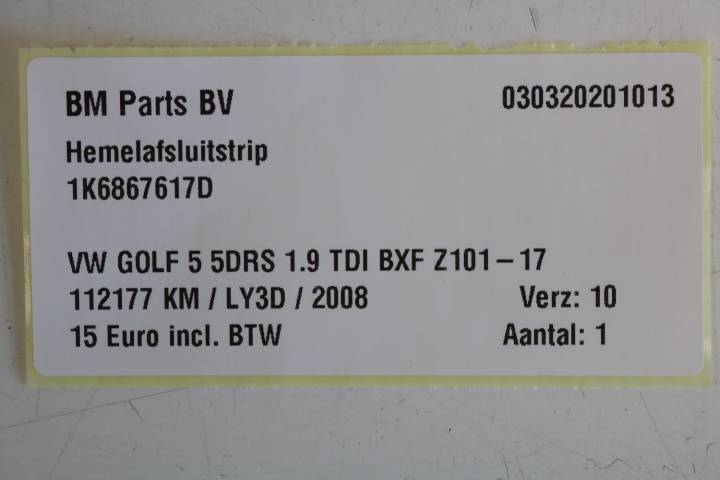 BM Parts BV 030320201013
Hemelafsluitstrip
1K6867617D
VW GOLF 5 5DRS 1.9 TDI BXF Z101-17
112177 KM / LY3D / 2008 Verz: 10
15 Euro incl. BTW Aantal: 1